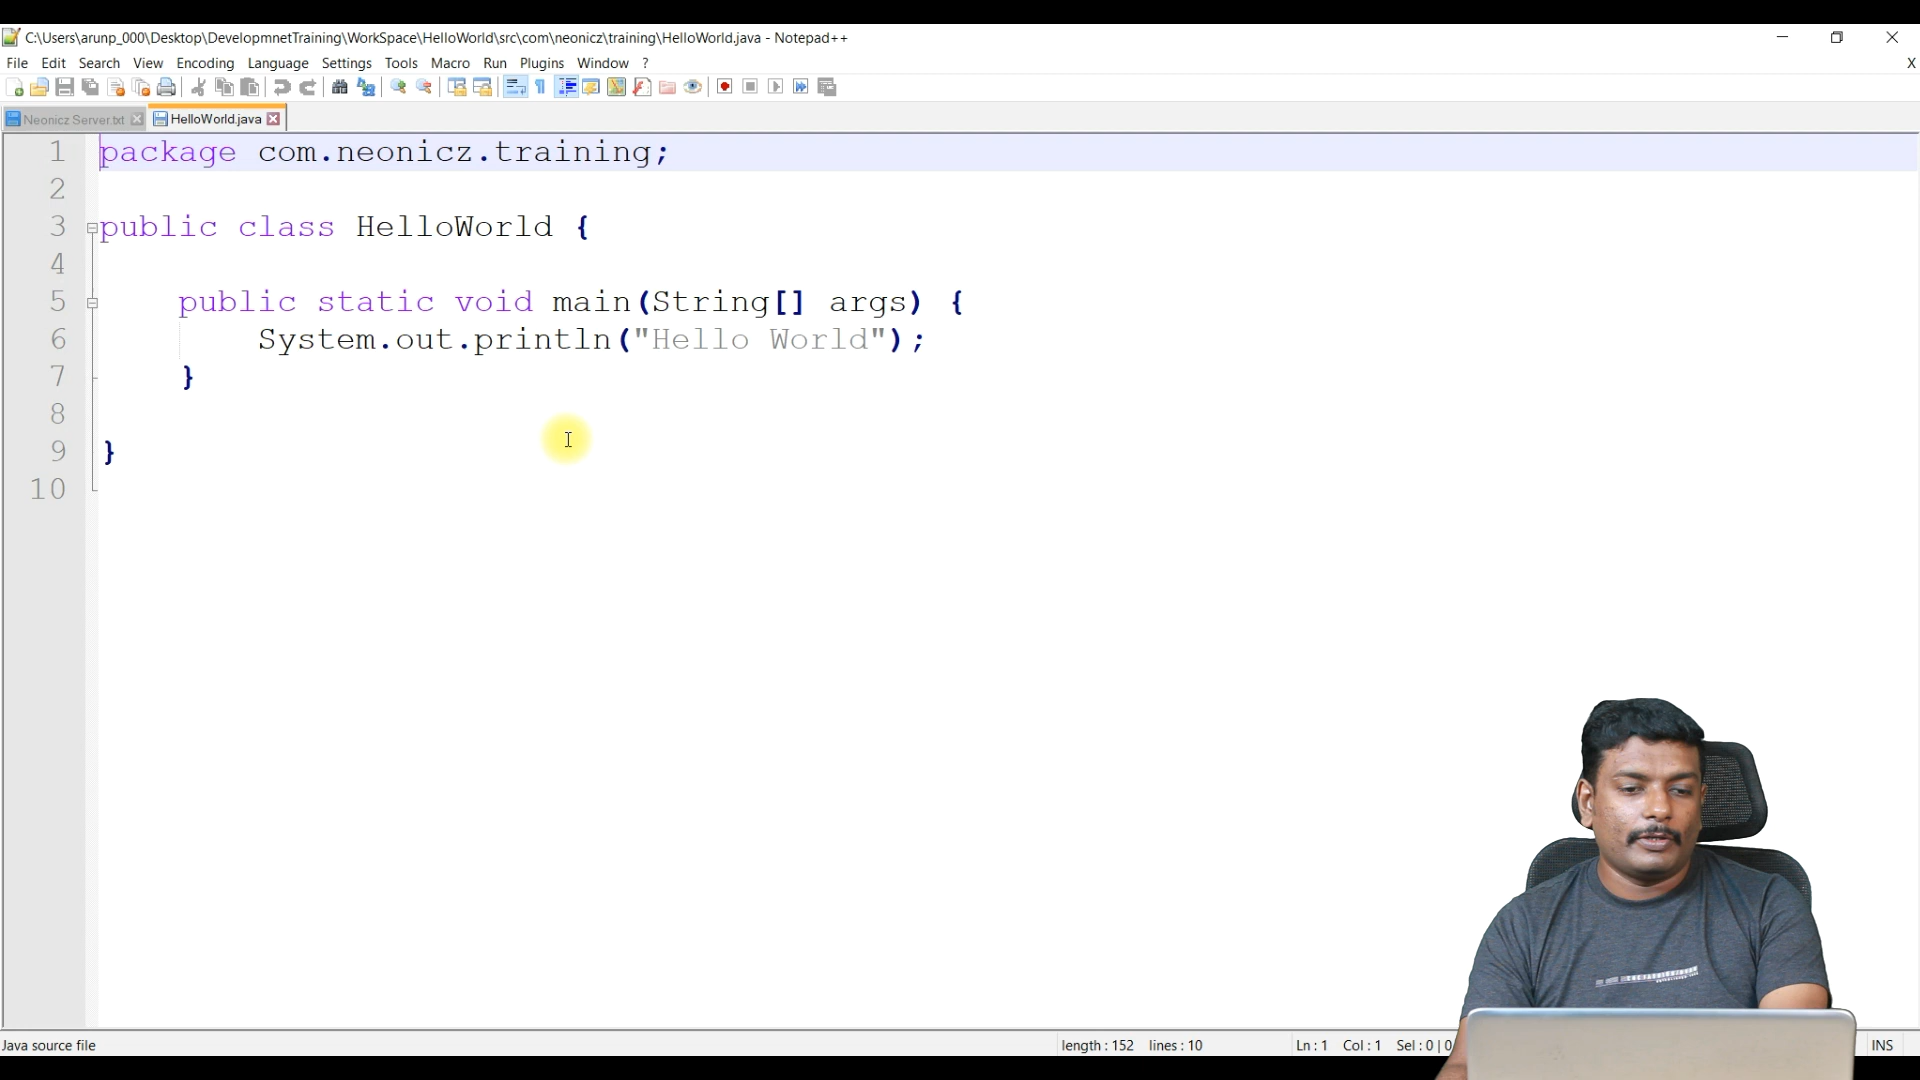 C:\Users\arunp_000\Desktop\DevelopmnetTraining\WorkSpace\HelloWorld\src\com\neonicz\training\HelloWorld.java - Notepad++
File Edit Search View Encoding Language Settings Tools Macro Run Plugins Window ? X
Neonicz Server.txt HelloWorld.java
1 package com.neonicz.training;
2
3 public class HelloWorld {
4
5 public static void main(String[] args) {
6 System.out.println("Hello World");
7 }
8
9 }
10
Java source file length : 152 lines : 10 Ln : 1 Col : 1 Sel : 0 | 0 INS